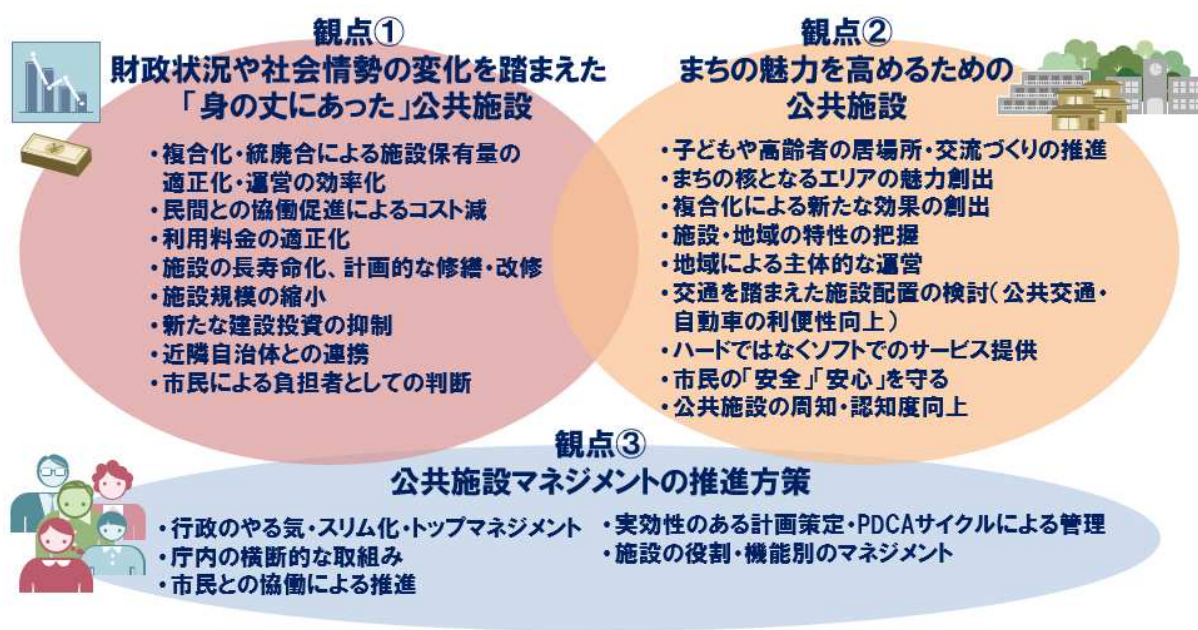 観点①
財政状況や社会情勢の変化を踏まえた
「身の丈にあった」公共施設
・複合化・統廃合による施設保有量の
適正化・運営の効率化
・民間との協働促進によるコスト減
・利用料金の適正化
・施設の長寿命化、計画的な修繕・改修
・施設規模の縮小
・新たな建設投資の抑制
・近隣自治体との連携
・市民による負担者としての判断
観点②
まちの魅力を高めるための
公共施設
・子どもや高齢者の居場所・交流づくりの推進
・まちの核となるエリアの魅力創出
・複合化による新たな効果の創出
・施設・地域の特性の把握
・地域による主体的な運営
・交通を踏まえた施設配置の検討(公共交通・
自動車の利便性向上)
・ハードではなくソフトでのサービス提供
・市民の「安全」「安心」を守る
・公共施設の周知・認知度向上
観点③
公共施設マネジメントの推進方策
・行政のやる気・スリム化・トップマネジメント
・庁内の横断的な取組み
・市民との協働による推進
・実効性のある計画策定・PDCAサイクルによる管理
・施設の役割・機能別のマネジメント